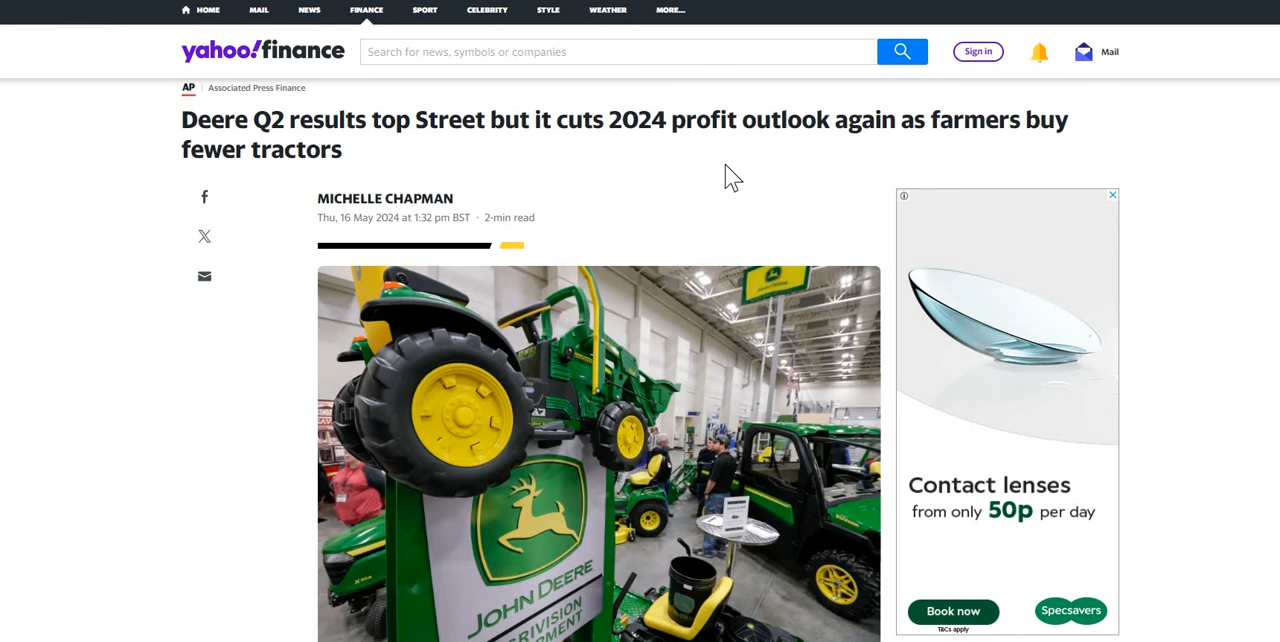 HOME MAIL NEWS FINANCE SPORT CELEBRITY STYLE WEATHER MORE...
yahoo!finance
Search for news, symbols or companies
Sign in
Mail
AP | Associated Press Finance
Deere Q2 results top Street but it cuts 2024 profit outlook again as farmers buy
fewer tractors
MICHELLE CHAPMAN
Thu, 16 May 2024 at 1:32 pm BST · 2-min read
JOHN DEERE
Contact lenses
from only 50p per day
Book now
Specsavers
T&Cs apply